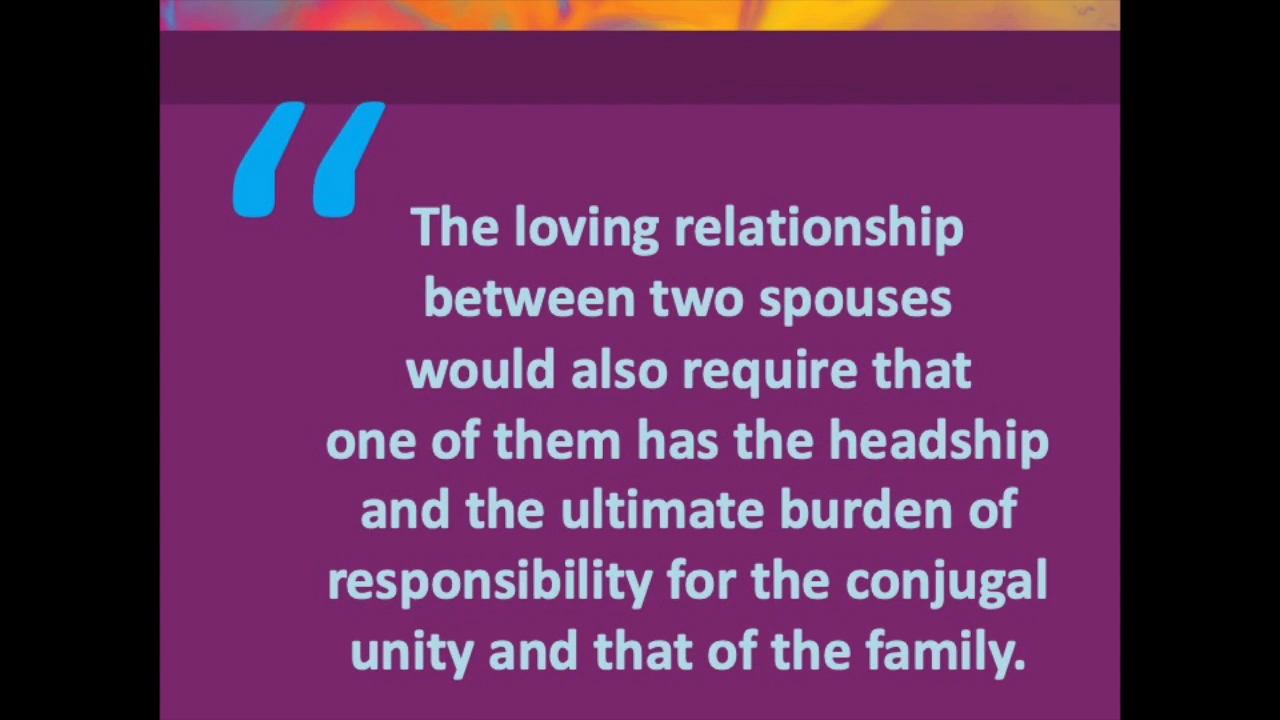 “
The loving relationship
between two spouses
would also require that
one of them has the headship
and the ultimate burden of
responsibility for the conjugal
unity and that of the family.